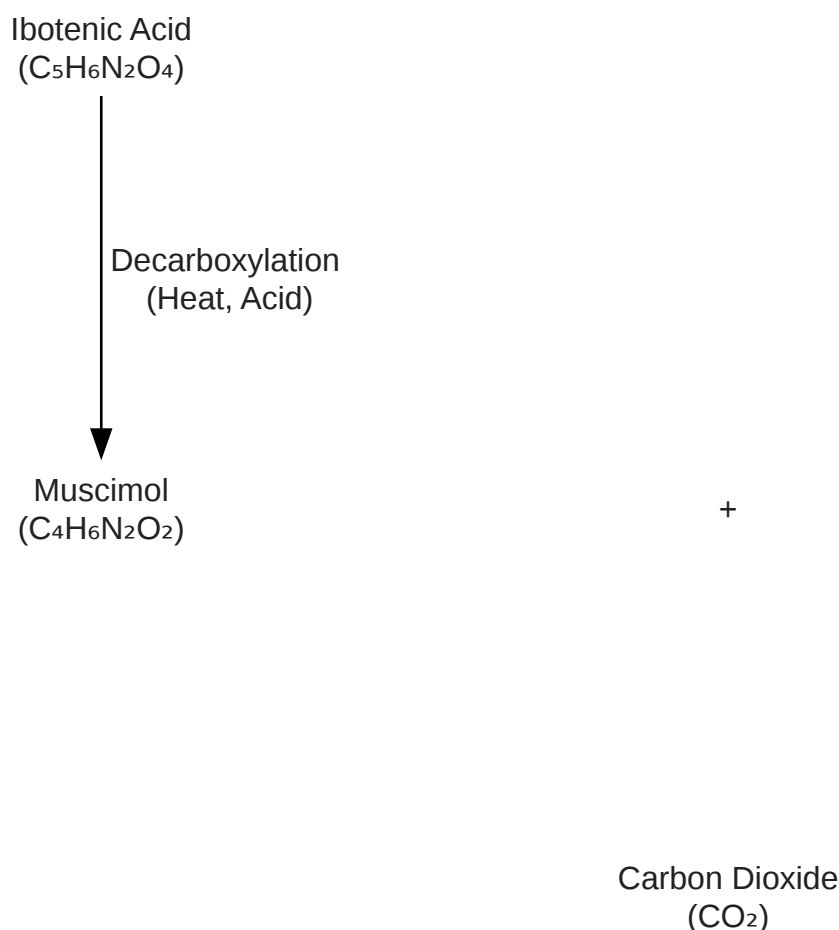 Ibotenic Acid
(C₅H₆N₂O₄)
Decarboxylation
(Heat, Acid)
Muscimol
(C₄H₆N₂O₂)
+
Carbon Dioxide
(CO₂)